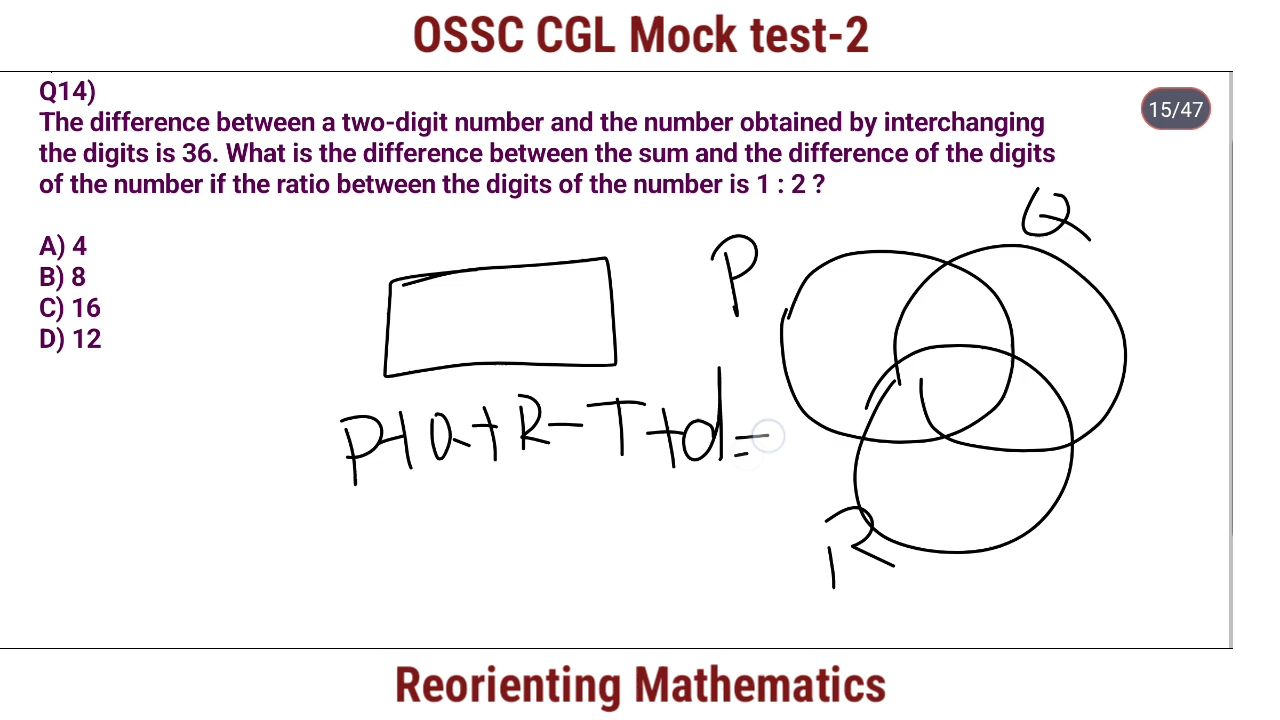 OSSC CGL Mock test-2
Q14)
15/47
The difference between a two-digit number and the number obtained by interchanging
the digits is 36. What is the difference between the sum and the difference of the digits
of the number if the ratio between the digits of the number is 1 : 2 ?
A) 4
B) 8
C) 16
D) 12
P
Q
P+Q+R-T+d=
R
Reorienting Mathematics